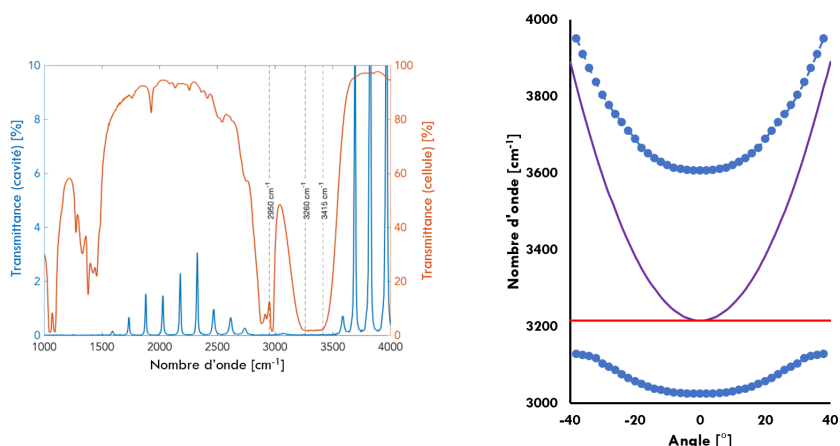 Transmittance (cavité) [%]
10
8
6
4
2
0
2950 cm⁻¹
3260 cm⁻¹
3415 cm⁻¹
100
80
60
40
20
0
Transmittance (cellule) [%]
1000 1500 2000 2500 3000 3500 4000
Nombre d'onde [cm⁻¹]
Nombre d'onde [cm⁻¹]
4000
3800
3600
3400
3200
3000
-40 -20 0 20 40
Angle [°]